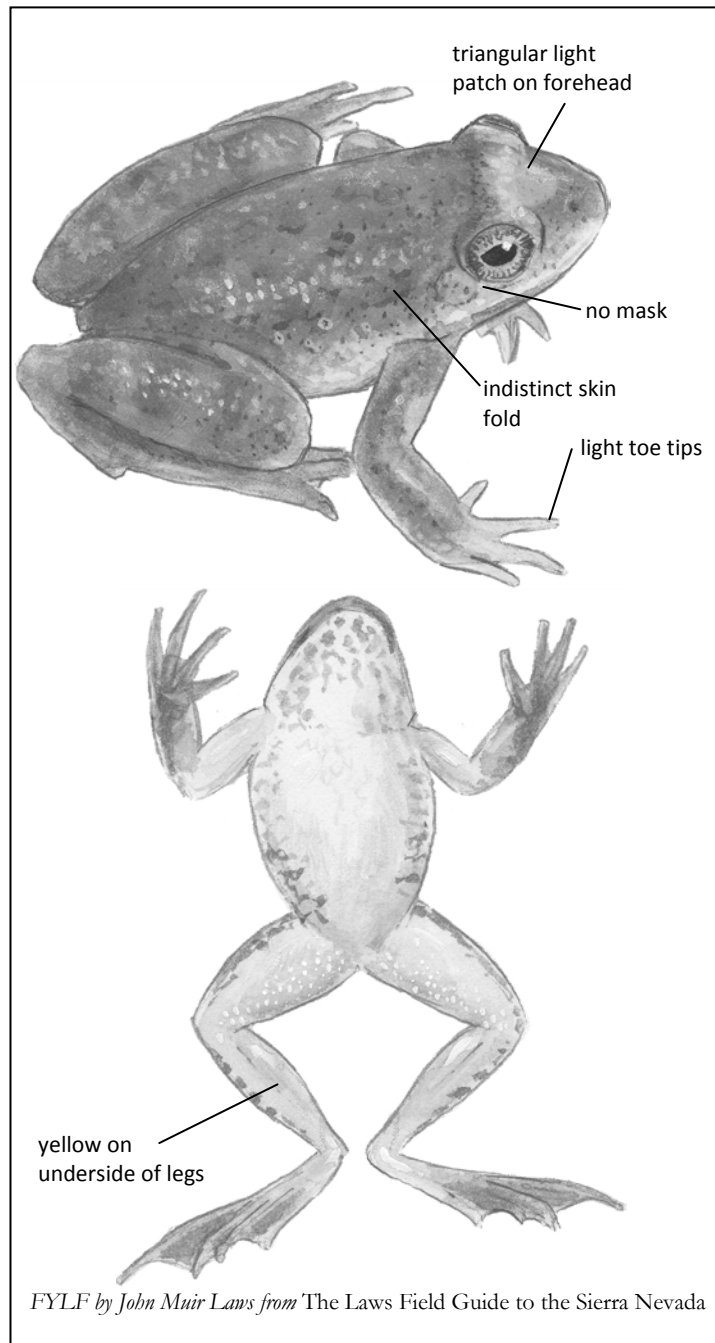 triangular light
patch on forehead
no mask
indistinct skin
fold
light toe tips
yellow on
underside of legs
FYLF by John Muir Laws from The Laws Field Guide to the Sierra Nevada